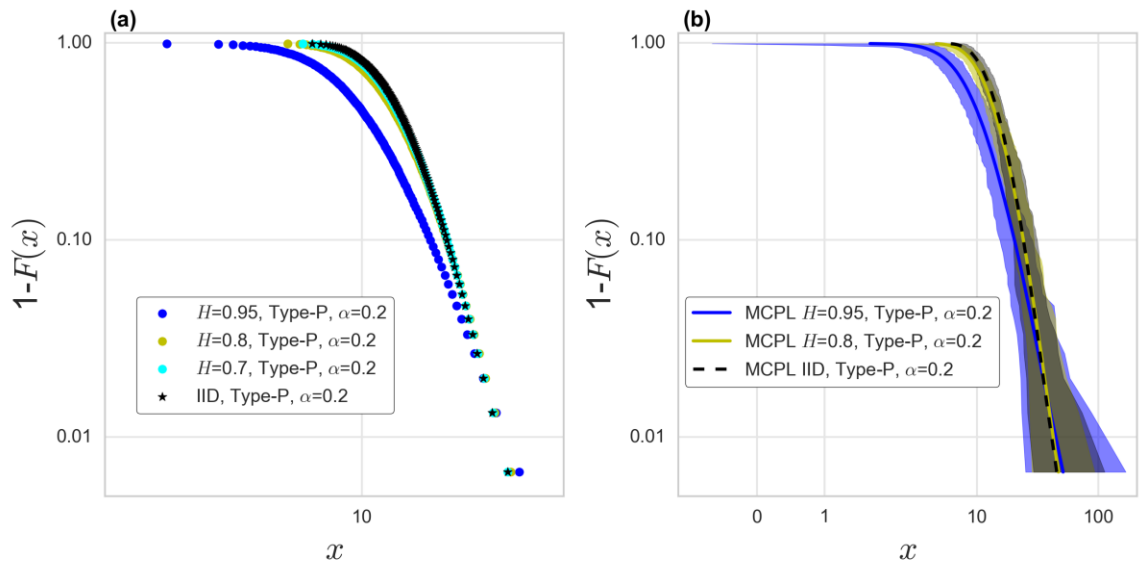 (a)
1.00
0.10
0.01
1-F(x)
H=0.95, Type-P, α=0.2
H=0.8, Type-P, α=0.2
H=0.7, Type-P, α=0.2
IID, Type-P, α=0.2
10
x
(b)
1.00
0.10
0.01
1-F(x)
MCPL H=0.95, Type-P, α=0.2
MCPL H=0.8, Type-P, α=0.2
MCPL IID, Type-P, α=0.2
0 1 10 100
x